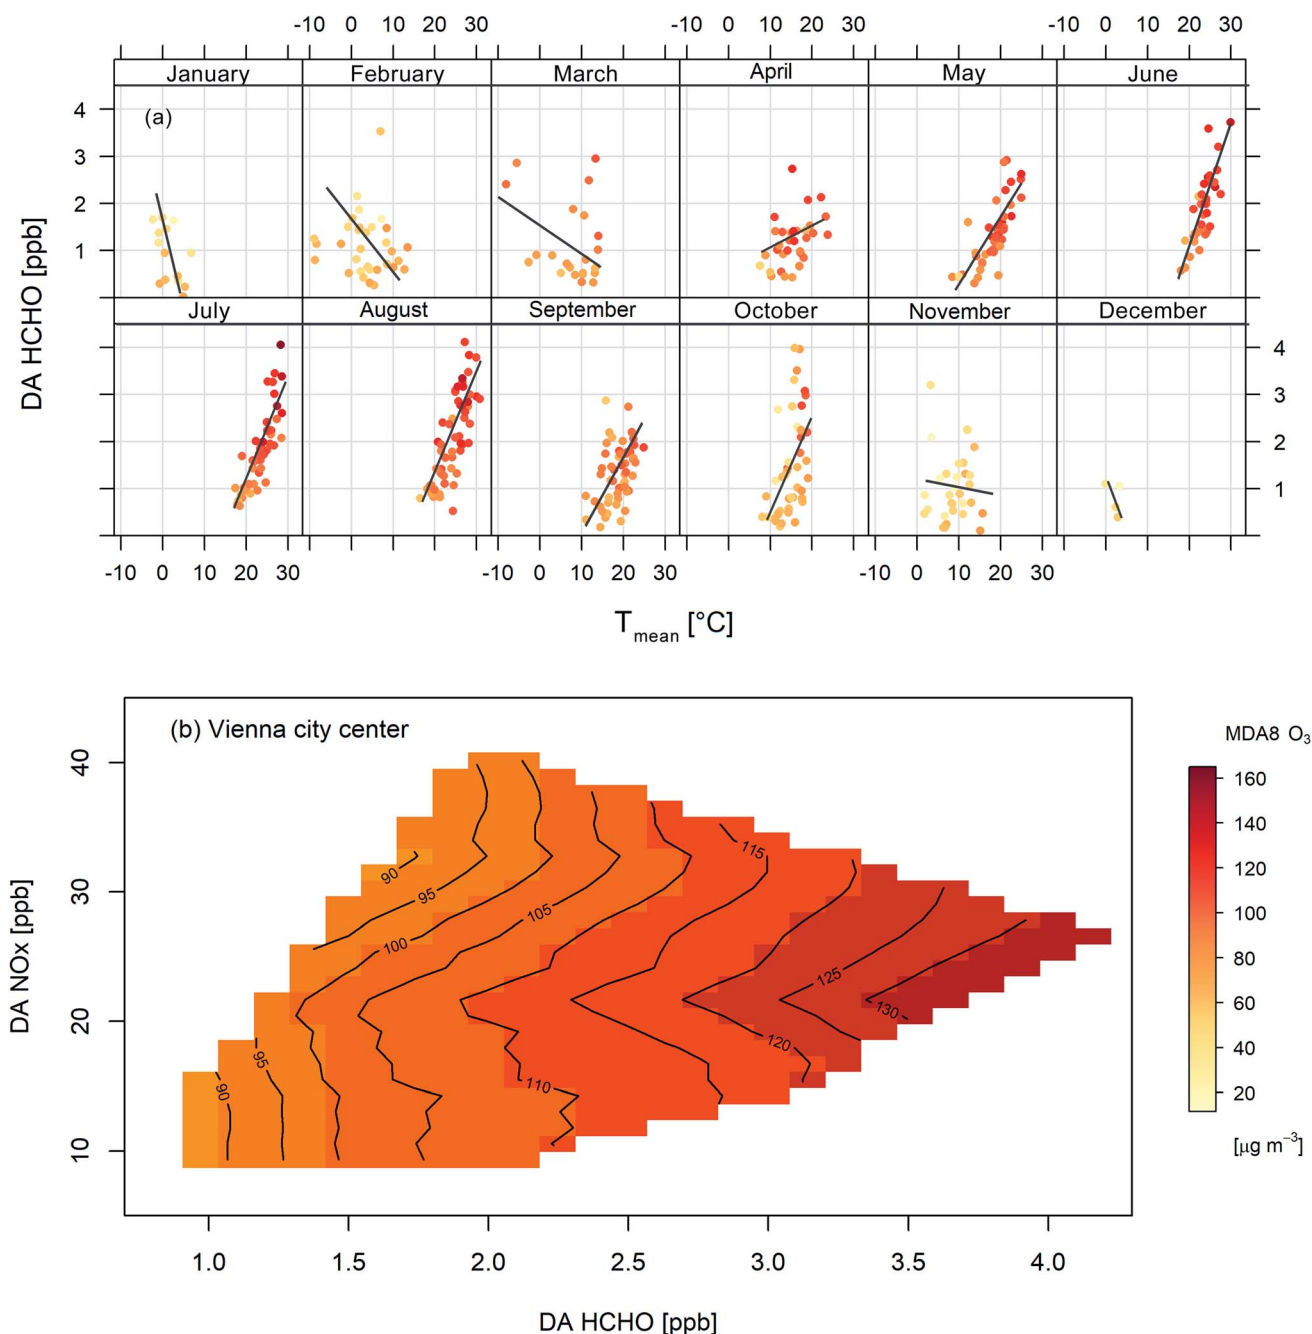 -10 0 10 20 30 -10 0 10 20 30 -10 0 10 20 30
January February March April May June
(a)
4
3
2
1
DA HCHO [ppb]
July August September October November December
4
3
2
1
-10 0 10 20 30 -10 0 10 20 30 -10 0 10 20 30
Tmean [°C]
(b) Vienna city center
MDA8 O3
40
30
20
10
DA NOx [ppb]
90
95
100
105
115
125
130
120
110
95
90
160
140
120
100
80
60
40
20
[µg m−3]
1.0 1.5 2.0 2.5 3.0 3.5 4.0
DA HCHO [ppb]